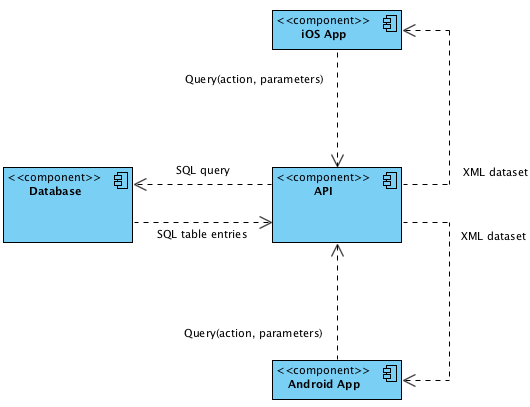 <<component>>
iOS App
Query(action, parameters)
XML dataset
<<component>>
Database
SQL query
SQL table entries
<<component>>
API
XML dataset
Query(action, parameters)
<<component>>
Android App